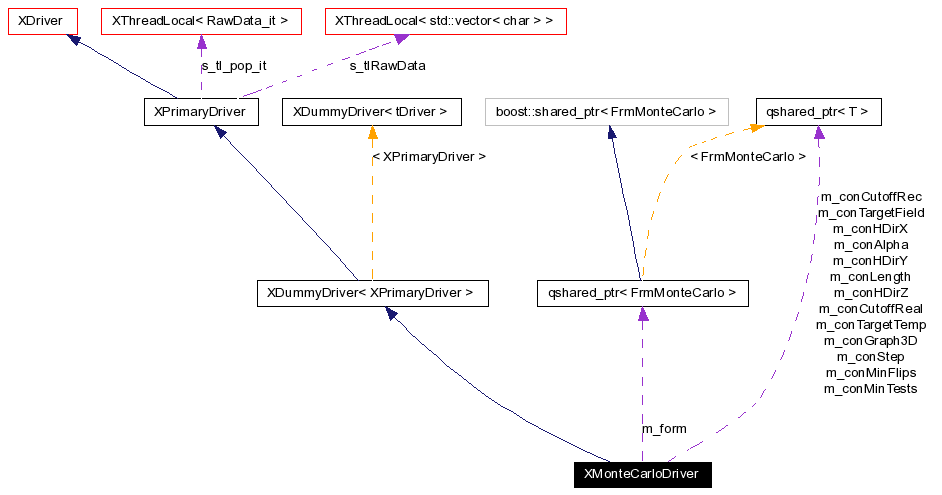 XDriver
XThreadLocal< RawData_it >
XThreadLocal< std::vector< char > >
s_tl_pop_it
s_tlRawData
XPrimaryDriver
XDummyDriver< tDriver >
boost::shared_ptr< FrmMonteCarlo >
qshared_ptr< T >
< XPrimaryDriver >
< FrmMonteCarlo >
m_conCutoffRec
m_conTargetField
m_conHDirX
m_conAlpha
m_conHDirY
m_conLength
m_conHDirZ
m_conCutoffReal
m_conTargetTemp
m_conGraph3D
m_conStep
m_conMinFlips
m_conMinTests
XDummyDriver< XPrimaryDriver >
qshared_ptr< FrmMonteCarlo >
m_form
XMonteCarloDriver